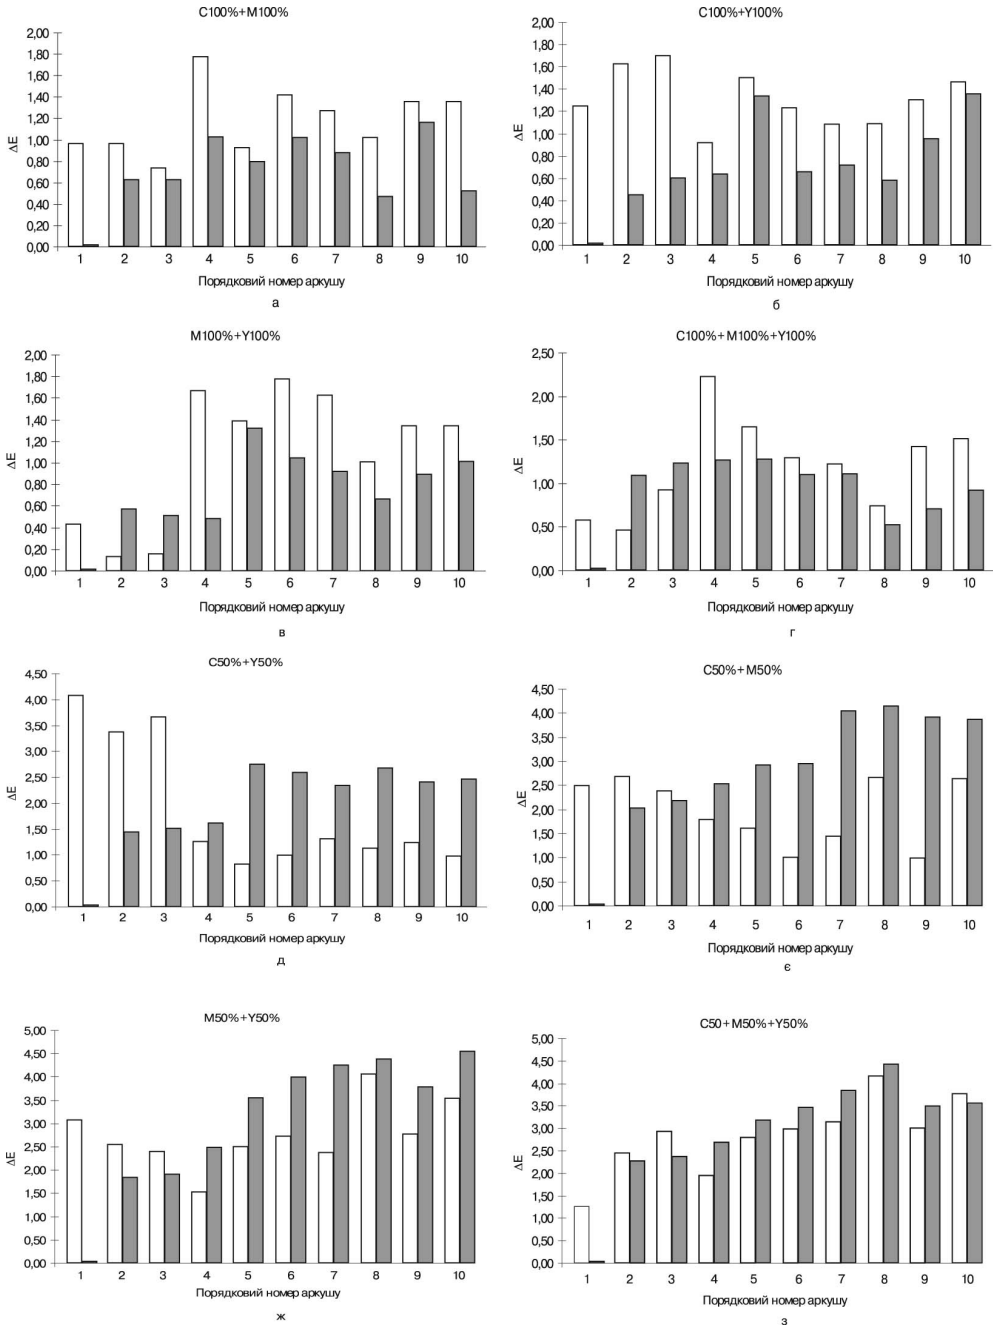 C100%+M100%
2,00
1,80
1,60
1,40
1,20
1,00
0,80
0,60
0,40
0,20
0,00
ΔE
1 2 3 4 5 6 7 8 9 10
Порядковий номер аркушу
а
C100%+Y100%
2,00
1,80
1,60
1,40
1,20
1,00
0,80
0,60
0,40
0,20
0,00
ΔE
1 2 3 4 5 6 7 8 9 10
Порядковий номер аркушу
б
M100%+Y100%
2,00
1,80
1,60
1,40
1,20
1,00
0,80
0,60
0,40
0,20
0,00
ΔE
1 2 3 4 5 6 7 8 9 10
Порядковий номер аркушу
в
C100%+M100%+Y100%
2,50
2,00
1,50
1,00
0,50
0,00
ΔE
1 2 3 4 5 6 7 8 9 10
Порядковий номер аркушу
г
C50%+Y50%
4,50
4,00
3,50
3,00
2,50
2,00
1,50
1,00
0,50
0,00
ΔE
1 2 3 4 5 6 7 8 9 10
Порядковий номер аркушу
д
C50%+M50%
4,50
4,00
3,50
3,00
2,50
2,00
1,50
1,00
0,50
0,00
ΔE
1 2 3 4 5 6 7 8 9 10
Порядковий номер аркушу
є
M50%+Y50%
5,00
4,50
4,00
3,50
3,00
2,50
2,00
1,50
1,00
0,50
0,00
ΔE
1 2 3 4 5 6 7 8 9 10
Порядковий номер аркушу
ж
C50+M50%+Y50%
5,00
4,50
4,00
3,50
3,00
2,50
2,00
1,50
1,00
0,50
0,00
ΔE
1 2 3 4 5 6 7 8 9 10
Порядковий номер аркушу
з